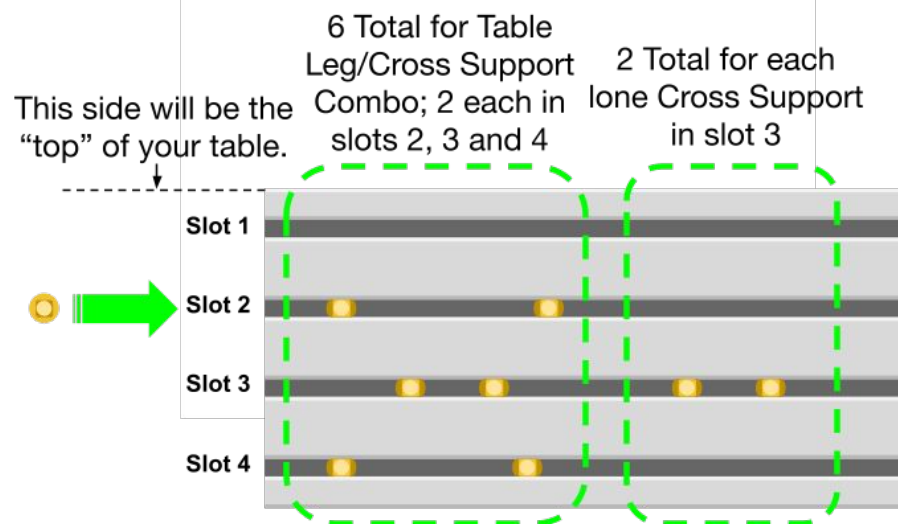 6 Total for Table
Leg/Cross Support
Combo; 2 each in
slots 2, 3 and 4
2 Total for each
lone Cross Support
in slot 3
This side will be the
“top” of your table.
Slot 1
Slot 2
Slot 3
Slot 4